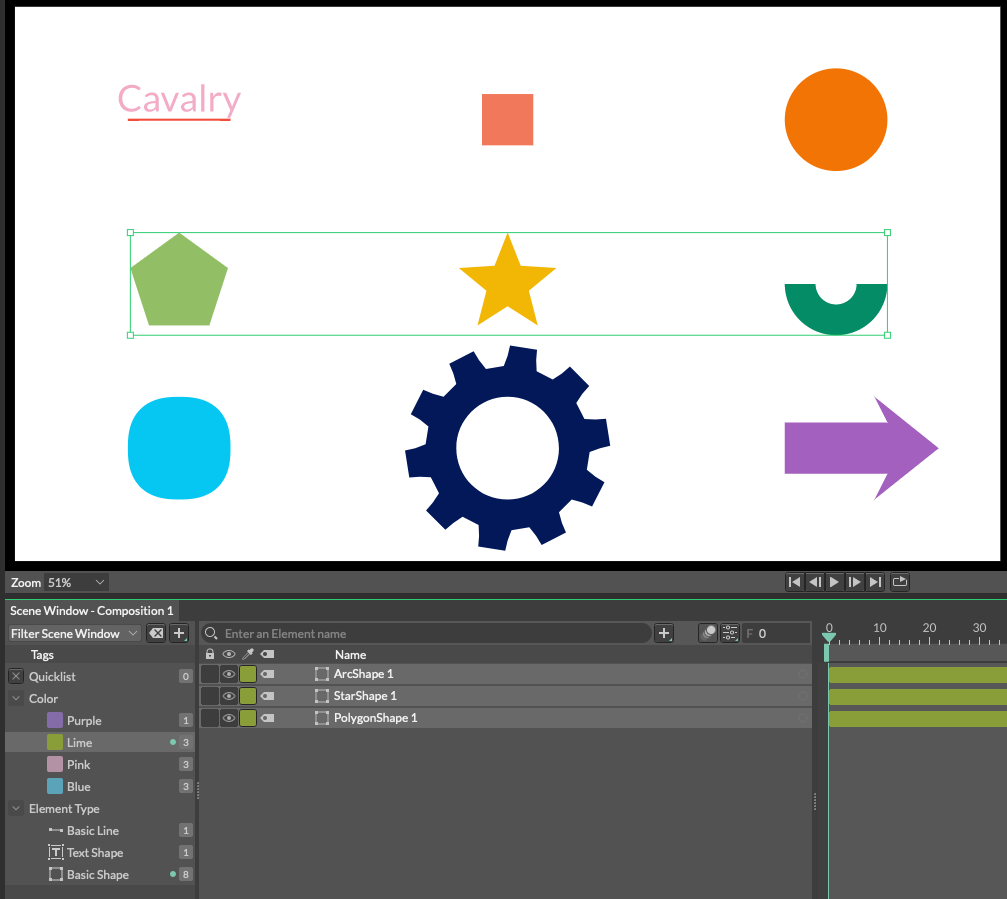 Cavalry
Zoom 51%
Scene Window - Composition 1
Filter Scene Window
Enter an Element name
F 0
0 10 20 30
Tags
Name
Quicklist 0
ArcShape 1
Color
StarShape 1
Purple 1
PolygonShape 1
Lime 3
Pink 3
Blue 3
Element Type
Basic Line 1
T Text Shape 1
Basic Shape 8